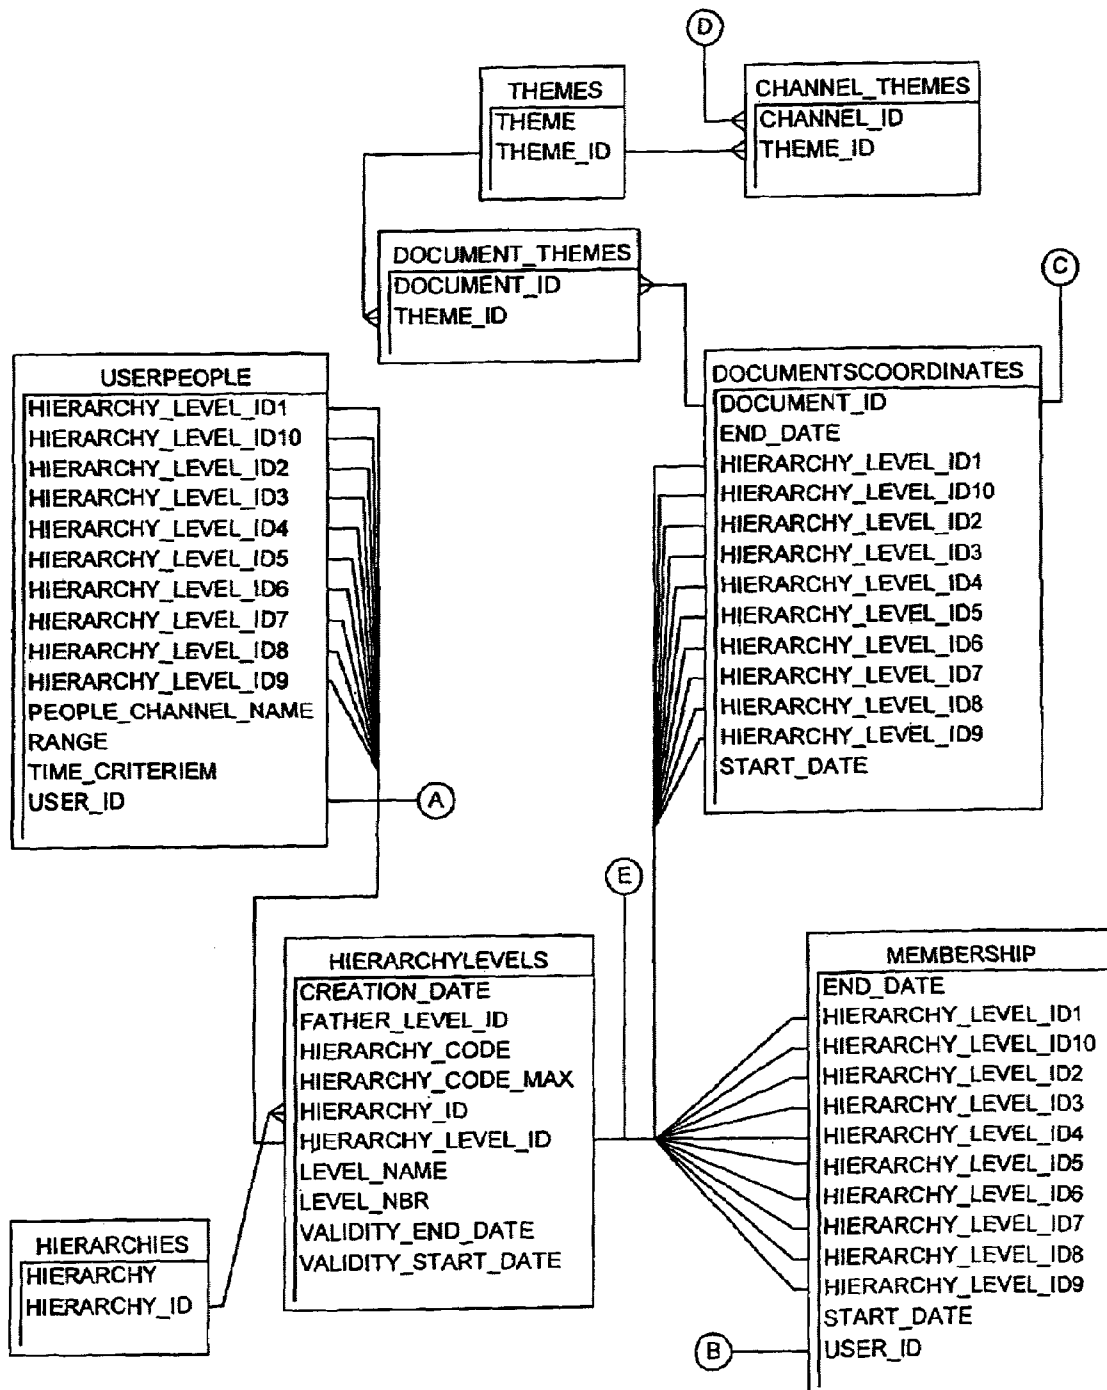 D
THEMES
THEME
THEME_ID
CHANNEL_THEMES
CHANNEL_ID
THEME_ID
DOCUMENT_THEMES
DOCUMENT_ID
THEME_ID
C
USERPEOPLE
HIERARCHY_LEVEL_ID1
HIERARCHY_LEVEL_ID10
HIERARCHY_LEVEL_ID2
HIERARCHY_LEVEL_ID3
HIERARCHY_LEVEL_ID4
HIERARCHY_LEVEL_ID5
HIERARCHY_LEVEL_ID6
HIERARCHY_LEVEL_ID7
HIERARCHY_LEVEL_ID8
HIERARCHY_LEVEL_ID9
PEOPLE_CHANNEL_NAME
RANGE
TIME_CRITERIEM
USER_ID
A
DOCUMENTSCOORDINATES
DOCUMENT_ID
END_DATE
HIERARCHY_LEVEL_ID1
HIERARCHY_LEVEL_ID10
HIERARCHY_LEVEL_ID2
HIERARCHY_LEVEL_ID3
HIERARCHY_LEVEL_ID4
HIERARCHY_LEVEL_ID5
HIERARCHY_LEVEL_ID6
HIERARCHY_LEVEL_ID7
HIERARCHY_LEVEL_ID8
HIERARCHY_LEVEL_ID9
START_DATE
E
HIERARCHYLEVELS
CREATION_DATE
FATHER_LEVEL_ID
HIERARCHY_CODE
HIERARCHY_CODE_MAX
HIERARCHY_ID
HIERARCHY_LEVEL_ID
LEVEL_NAME
LEVEL_NBR
VALIDITY_END_DATE
VALIDITY_START_DATE
MEMBERSHIP
END_DATE
HIERARCHY_LEVEL_ID1
HIERARCHY_LEVEL_ID10
HIERARCHY_LEVEL_ID2
HIERARCHY_LEVEL_ID3
HIERARCHY_LEVEL_ID4
HIERARCHY_LEVEL_ID5
HIERARCHY_LEVEL_ID6
HIERARCHY_LEVEL_ID7
HIERARCHY_LEVEL_ID8
HIERARCHY_LEVEL_ID9
START_DATE
USER_ID
B
HIERARCHIES
HIERARCHY
HIERARCHY_ID